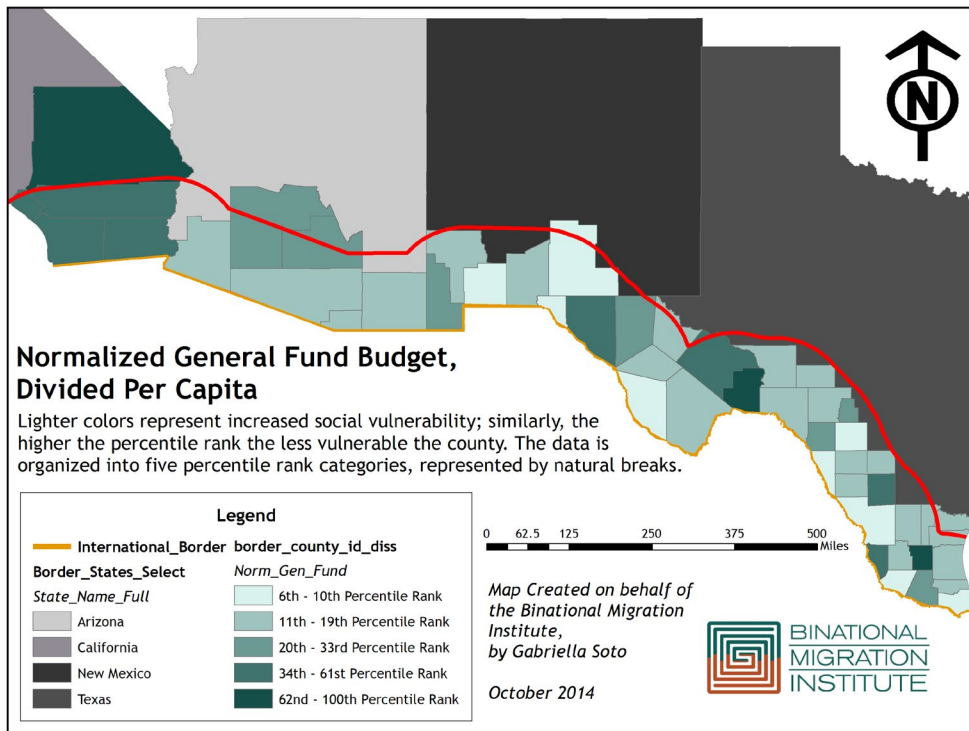 N
Normalized General Fund Budget,
Divided Per Capita
Lighter colors represent increased social vulnerability; similarly, the
higher the percentile rank the less vulnerable the county. The data is
organized into five percentile rank categories, represented by natural breaks.
Legend
International_Border
Border_States_Select
State_Name_Full
Arizona
California
New Mexico
Texas
border_county_id_diss
Norm_Gen_Fund
6th - 10th Percentile Rank
11th - 19th Percentile Rank
20th - 33rd Percentile Rank
34th - 61st Percentile Rank
62nd - 100th Percentile Rank
0 62.5 125 250 375 500
Miles
Map Created on behalf of
the Binational Migration
Institute,
by Gabriella Soto
October 2014
BINATIONAL
MIGRATION
INSTITUTE